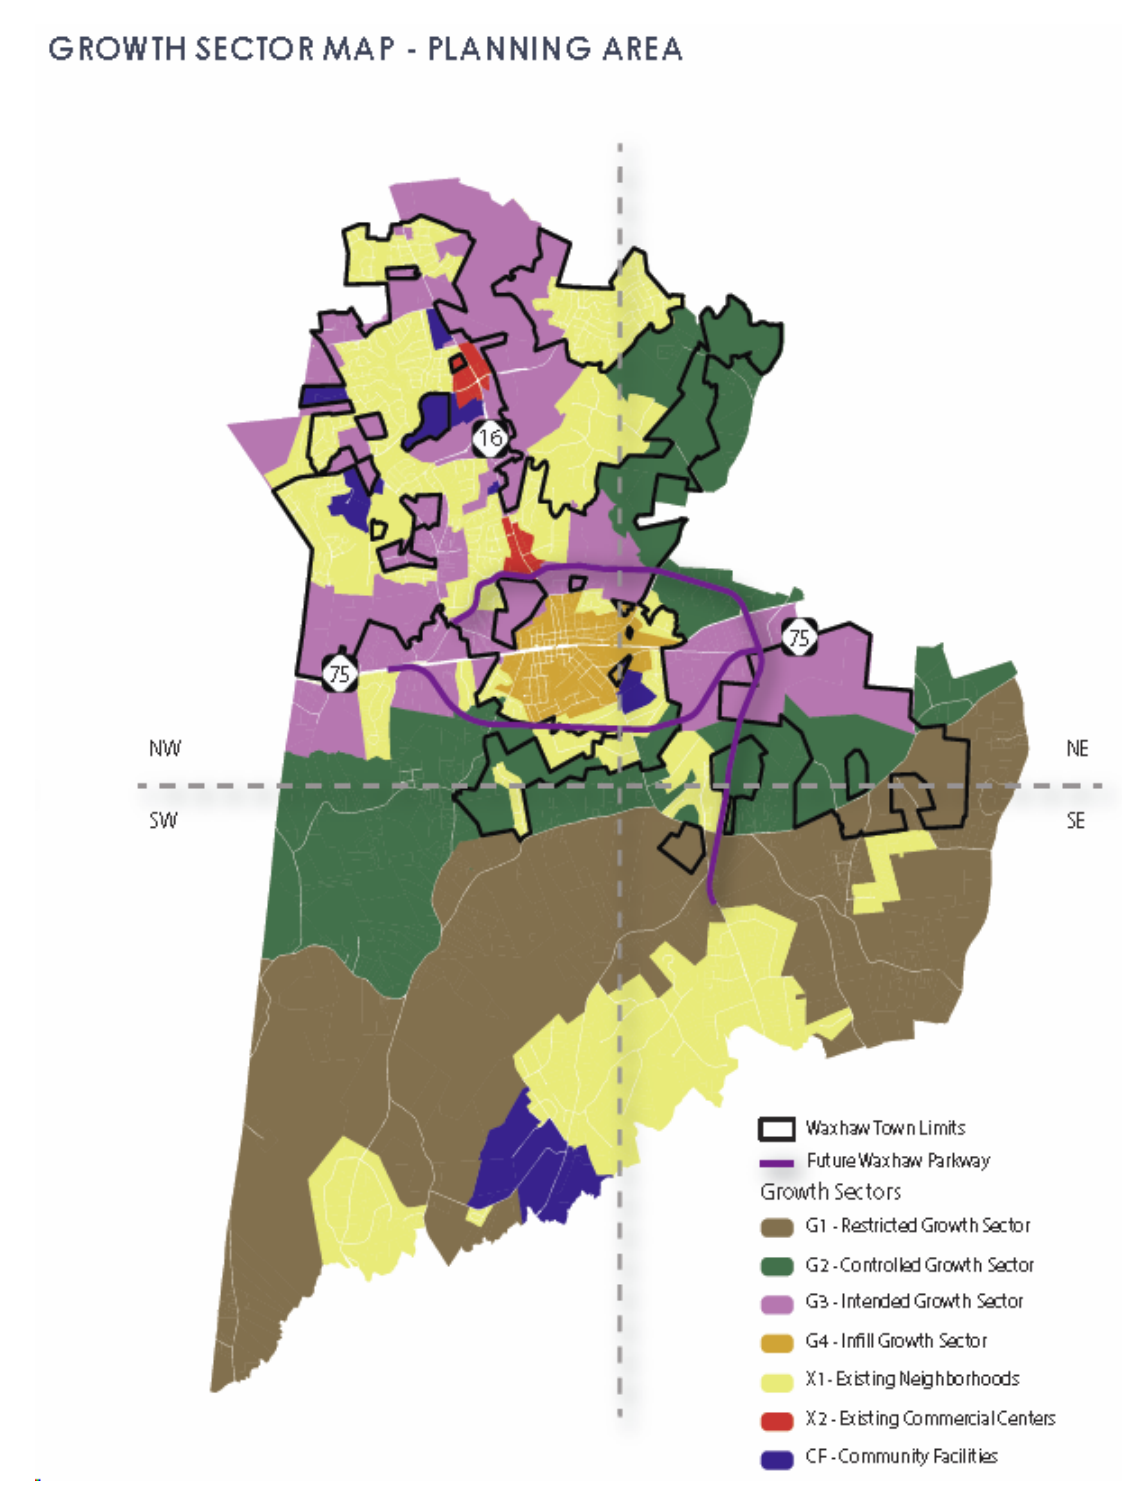 GROWTH SECTOR MAP - PLANNING AREA
16
75
75
NW
NE
SW
SE
Waxhaw Town Limits
Future Waxhaw Parkway
Growth Sectors
G1 - Restricted Growth Sector
G2 - Controlled Growth Sector
G3 - Intended Growth Sector
G4 - Infill Growth Sector
X1 - Existing Neighborhoods
X2 - Existing Commercial Centers
CF - Community Facilities